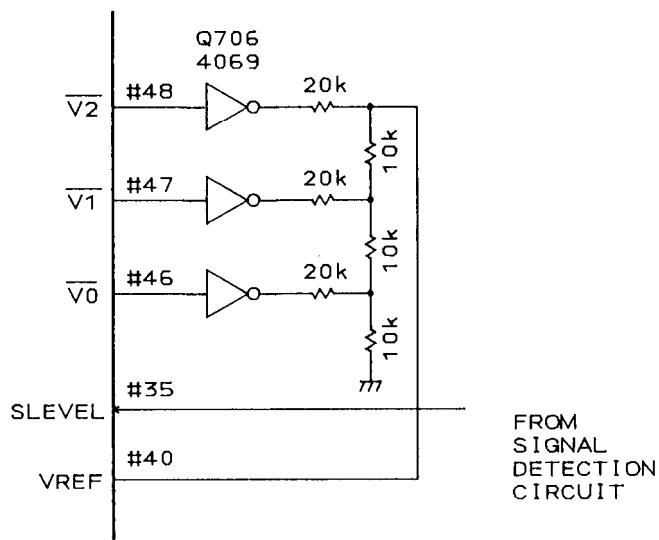 Q706
4069
V2
#48
20k
10k
V1
#47
20k
10k
V0
#46
20k
10k
#35
SLEVEL
#40
VREF
FROM
SIGNAL
DETECTION
CIRCUIT